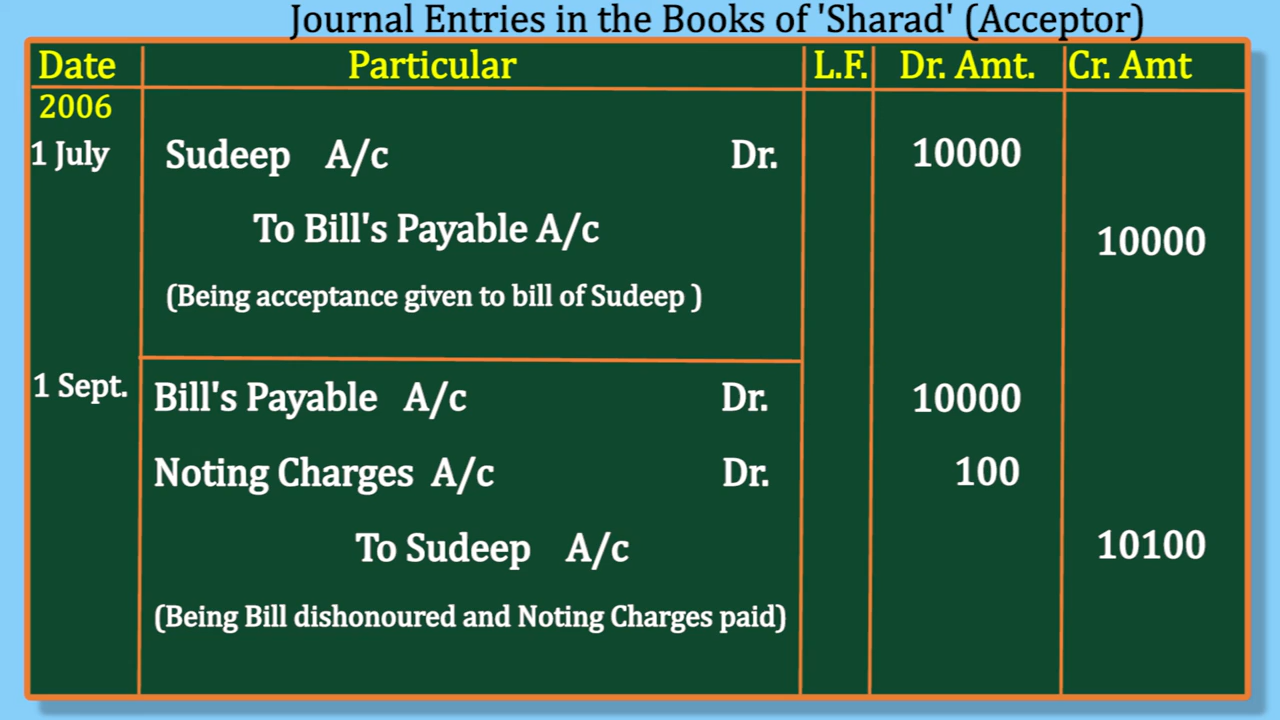 Journal Entries in the Books of 'Sharad' (Acceptor)
Date Particular L.F. Dr. Amt. Cr. Amt
2006
1 July Sudeep A/c Dr. 10000
To Bill's Payable A/c 10000
(Being acceptance given to bill of Sudeep )
1 Sept. Bill's Payable A/c Dr. 10000
Noting Charges A/c Dr. 100
To Sudeep A/c 10100
(Being Bill dishonoured and Noting Charges paid)